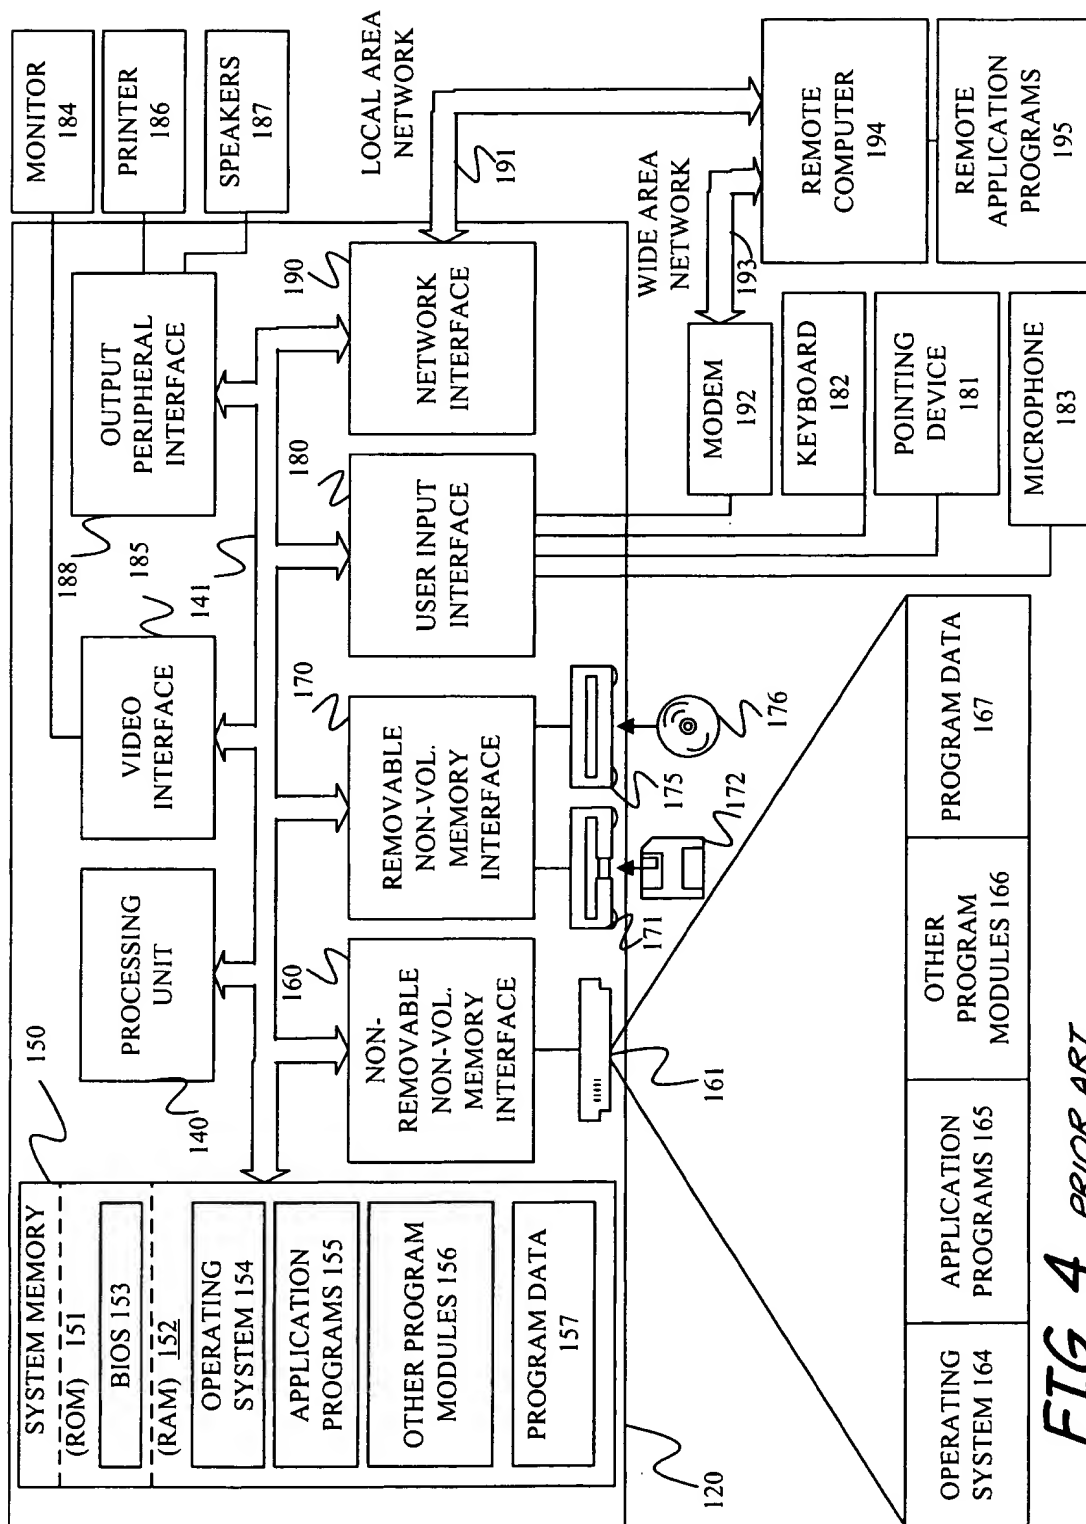 SYSTEM MEMORY
(ROM) 151
BIOS 153
(RAM) 152
OPERATING
SYSTEM 154
APPLICATION
PROGRAMS 155
OTHER PROGRAM
MODULES 156
PROGRAM DATA
157
150
120
PROCESSING
UNIT
140
VIDEO
INTERFACE
185
141
OUTPUT
PERIPHERAL
INTERFACE
188
MONITOR
184
PRINTER
186
SPEAKERS
187
NON-
REMOVABLE
NON-VOL.
MEMORY
INTERFACE
160
REMOVABLE
NON-VOL.
MEMORY
INTERFACE
170
USER INPUT
INTERFACE
180
NETWORK
INTERFACE
190
LOCAL AREA
NETWORK
191
WIDE AREA
NETWORK
193
161
171
172
175
176
MODEM
192
KEYBOARD
182
POINTING
DEVICE
181
MICROPHONE
183
REMOTE
COMPUTER
194
REMOTE
APPLICATION
PROGRAMS
195
OPERATING
SYSTEM 164
APPLICATION
PROGRAMS 165
OTHER
PROGRAM
MODULES 166
PROGRAM DATA
167
FIG 4 PRIOR ART